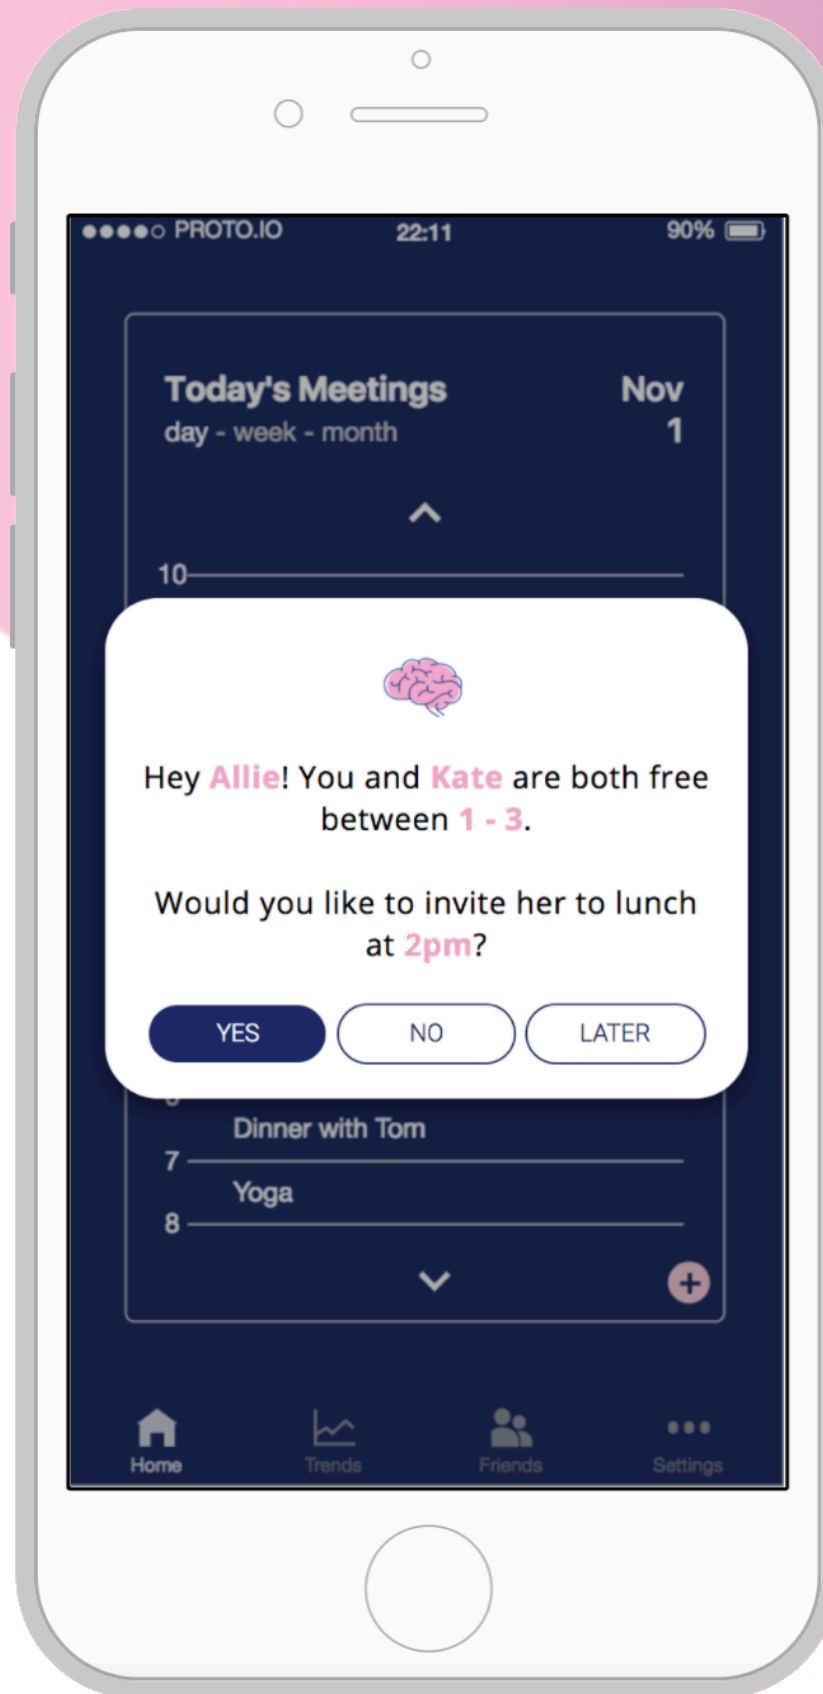 PROTO.IO 22:11 90%
Today's Meetings Nov
day - week - month 1
10
Hey Allie! You and Kate are both free
between 1 - 3.
Would you like to invite her to lunch
at 2pm?
YES NO LATER
Dinner with Tom
7
Yoga
8
Home Trends Friends Settings